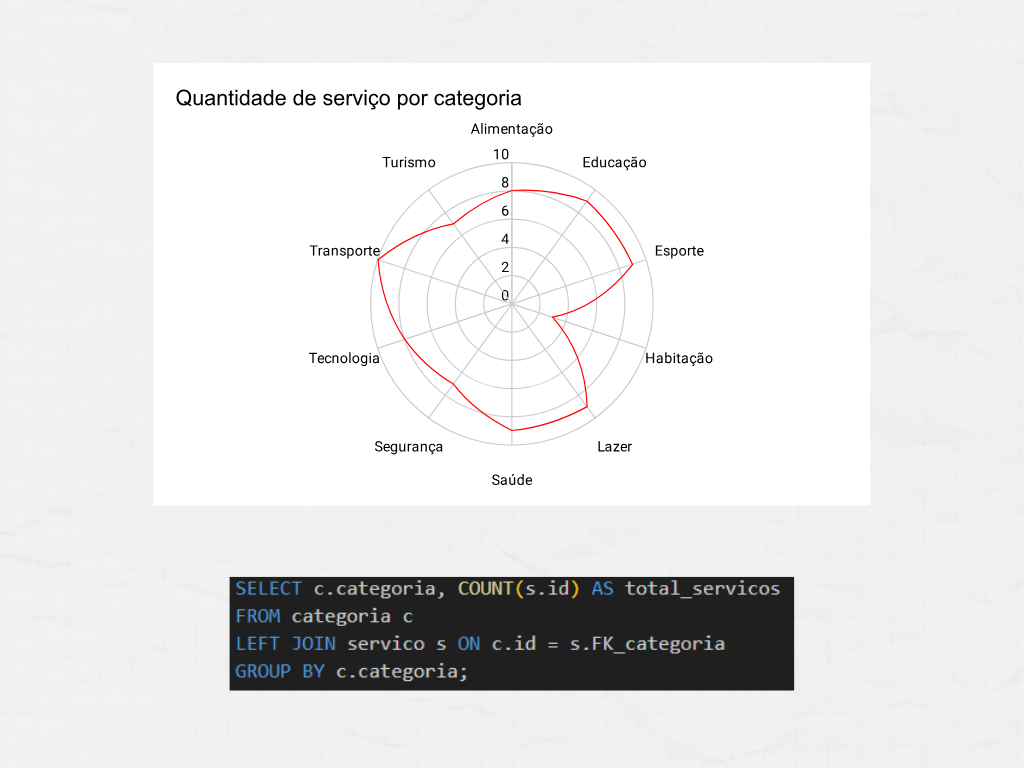 Quantidade de serviço por categoria
Alimentação
Turismo
Educação
10
8
6
4
2
0
Transporte
Esporte
Tecnologia
Habitação
Segurança
Lazer
Saúde
SELECT c.categoria, COUNT(s.id) AS total_servicos
FROM categoria c
LEFT JOIN servico s ON c.id = s.FK_categoria
GROUP BY c.categoria;